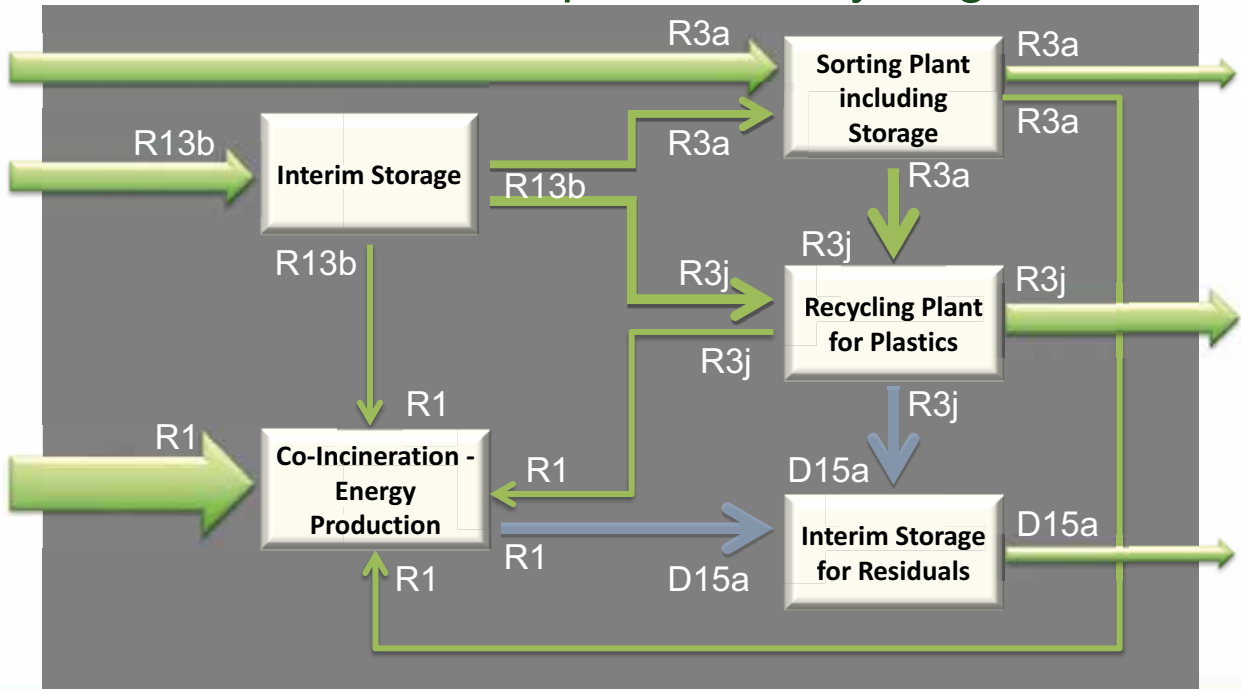 R3a
Sorting Plant
including
Storage
R3a
R13b
R3a
R3a
Interim Storage
R13b
R3a
R13b
R3j
R3j
R3j
Recycling Plant
for Plastics
R3j
R1
R3j
R1
Co-Incineration -
Energy
Production
R1
D15a
Interim Storage
for Residuals
D15a
R1
R1
D15a